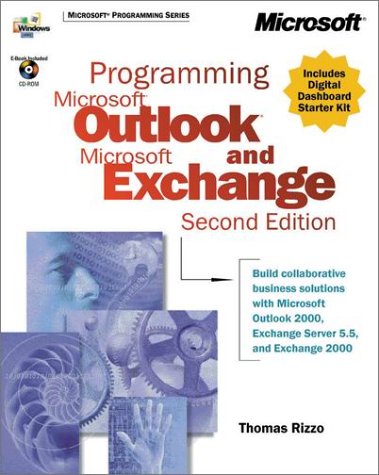 Microsoft Programming Series
Microsoft®
Windows
E-Book Included
CD-ROM
Includes
Digital
Dashboard
Starter Kit
Programming
Microsoft®
Outlook®
Microsoft and
Exchange
Second Edition
Build collaborative
business solutions
with Microsoft
Outlook 2000,
Exchange Server 5.5,
and Exchange 2000
Thomas Rizzo